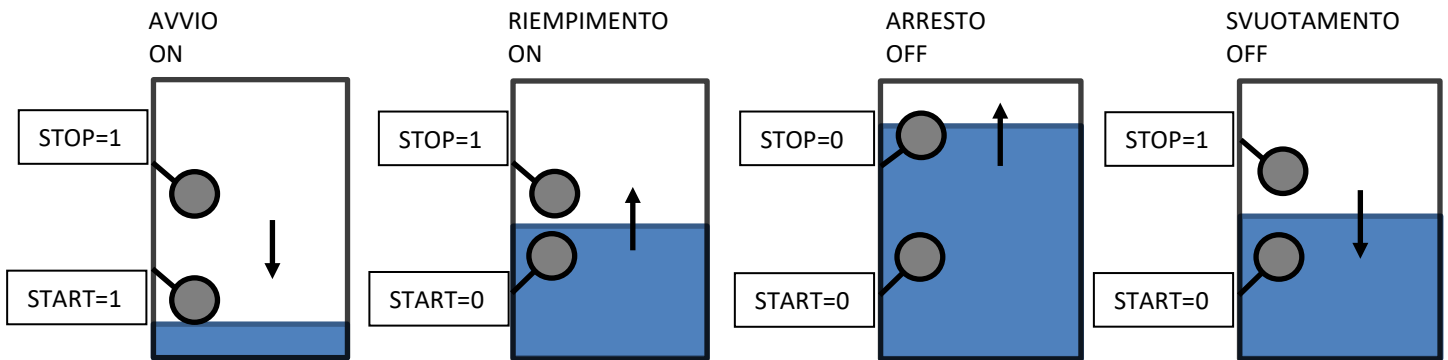 AVVIO
ON
STOP=1
START=1
RIEMPIMENTO
ON
STOP=1
START=0
ARRESTO
OFF
STOP=0
START=0
SVUOTAMENTO
OFF
STOP=1
START=0